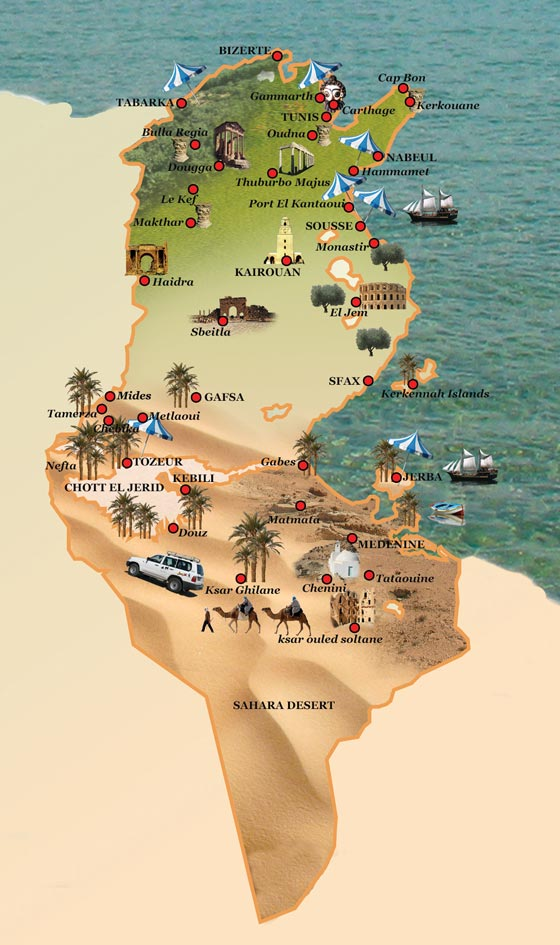 BIZERTE
Cap Bon
Gammarth
TABARKA
Carthage
Kerkouane
TUNIS
Bulla Regia
Oudna
NABEUL
Dougga
Hammamet
Thuburbo Majus
Le Kef
Port El Kantaoui
Makthar
SOUSSE
Monastir
KAIROUAN
Haidra
El Jem
Sbeitla
SFAX
Kerkennah Islands
Mides
GAFSA
Tamerza
Metlaoui
Chebika
Nefta
TOZEUR
Gabes
KEBILI
JERBA
CHOTT EL JERID
Matmata
Douz
MEDENINE
Ksar Ghilane
Chenini
Tataouine
ksar ouled soltane
SAHARA DESERT